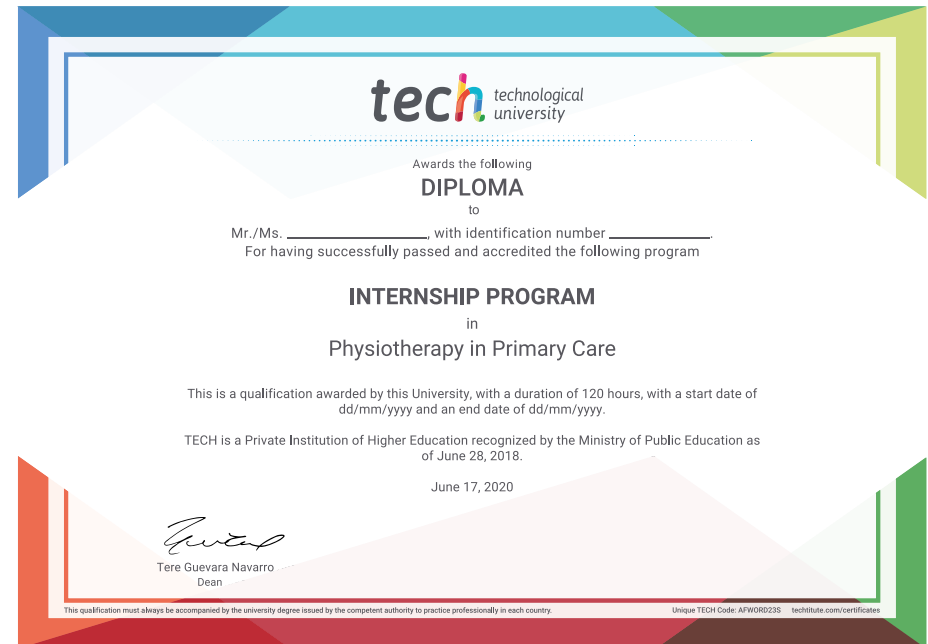 tech technological
university
Awards the following
DIPLOMA
to
Mr./Ms. ____________________, with identification number ______________.
For having successfully passed and accredited the following program
INTERNSHIP PROGRAM
in
Physiotherapy in Primary Care
This is a qualification awarded by this University, with a duration of 120 hours, with a start date of
dd/mm/yyyy and an end date of dd/mm/yyyy.
TECH is a Private Institution of Higher Education recognized by the Ministry of Public Education as
of June 28, 2018.
June 17, 2020
Tere Guevara Navarro
Dean
This qualification must always be accompanied by the university degree issued by the competent authority to practice professionally in each country. Unique TECH Code: AFWORD23S techtitute.com/certificates